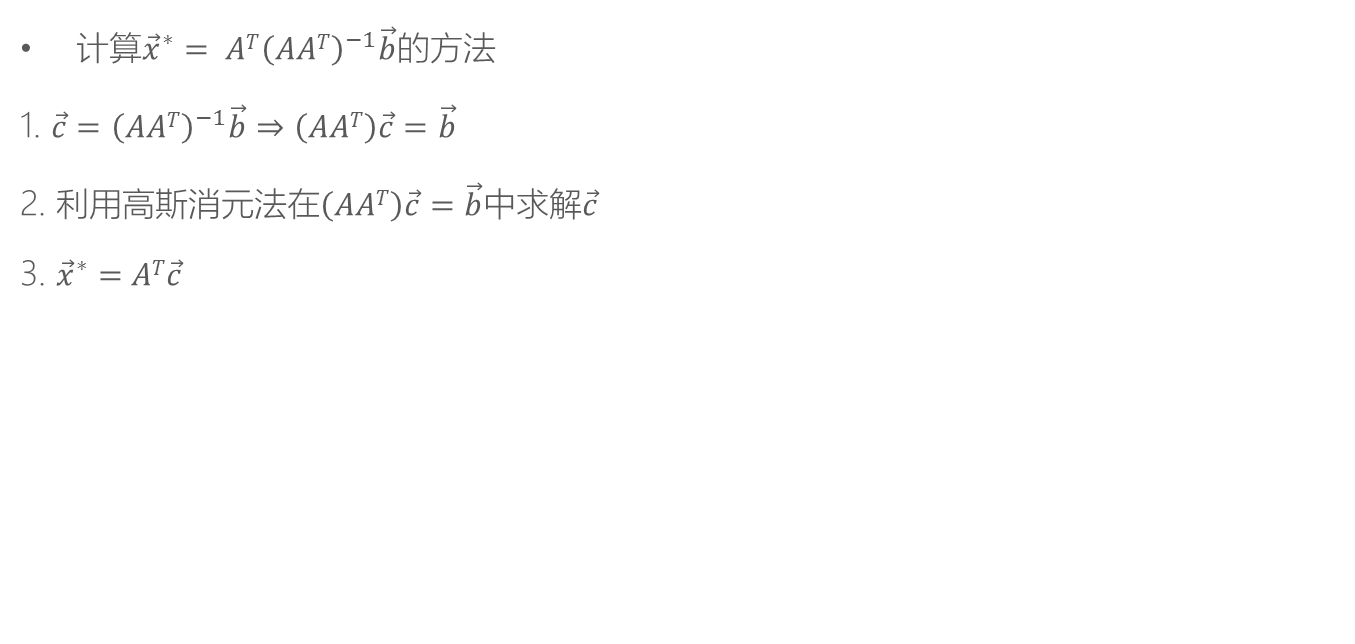 • 计算x⃗* = Aᵀ(AAᵀ)⁻¹b⃗的方法
1. c⃗ = (AAᵀ)⁻¹b⃗ ⇒ (AAᵀ)c⃗ = b⃗
2. 利用高斯消元法在(AAᵀ)c⃗ = b⃗中求解c⃗
3. x⃗* = Aᵀc⃗